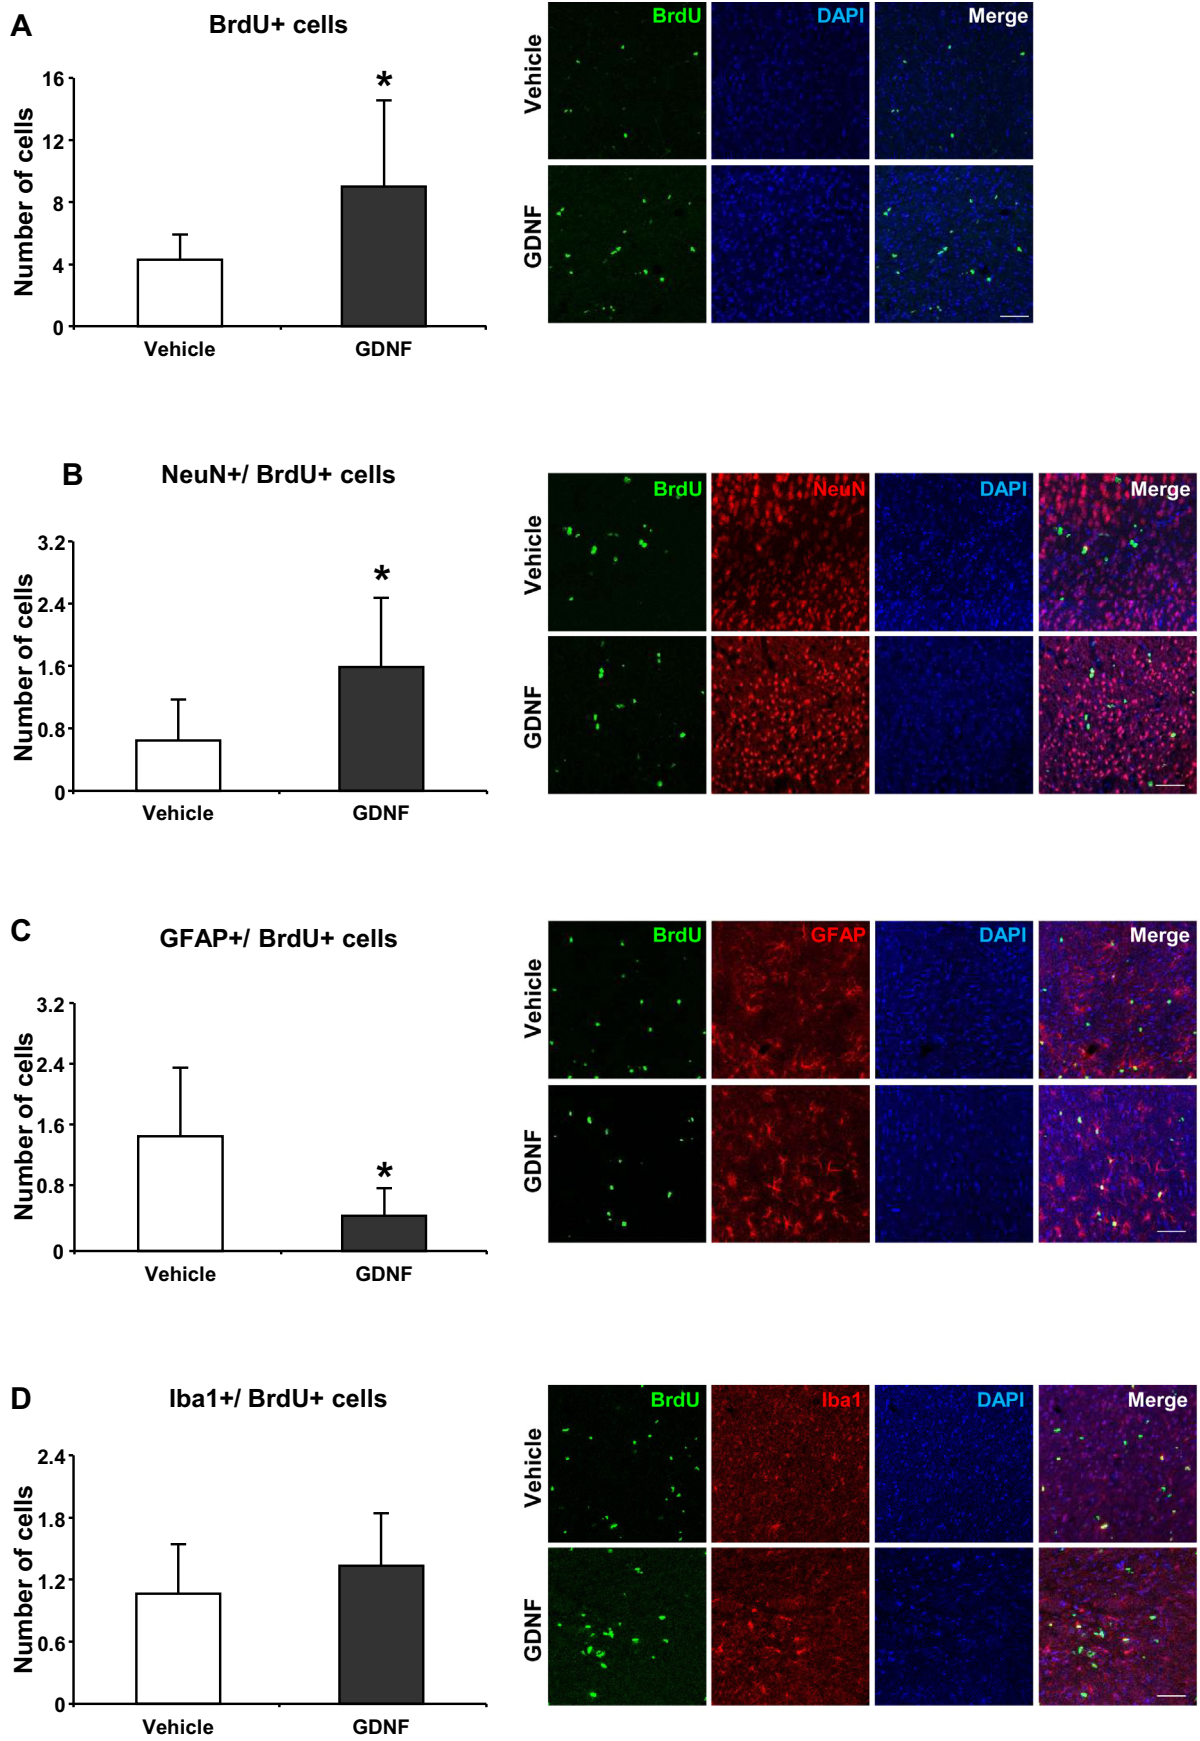 A
BrdU+ cells
Number of cells
16
12
8
4
0
*
Vehicle
GDNF
BrdU
DAPI
Merge
Vehicle
GDNF
B
NeuN+/ BrdU+ cells
Number of cells
3.2
2.4
1.6
0.8
0
*
Vehicle
GDNF
BrdU
NeuN
DAPI
Merge
Vehicle
GDNF
C
GFAP+/ BrdU+ cells
Number of cells
3.2
2.4
1.6
0.8
0
*
Vehicle
GDNF
BrdU
GFAP
DAPI
Merge
Vehicle
GDNF
D
Iba1+/ BrdU+ cells
Number of cells
2.4
1.8
1.2
0.6
0
Vehicle
GDNF
BrdU
Iba1
DAPI
Merge
Vehicle
GDNF